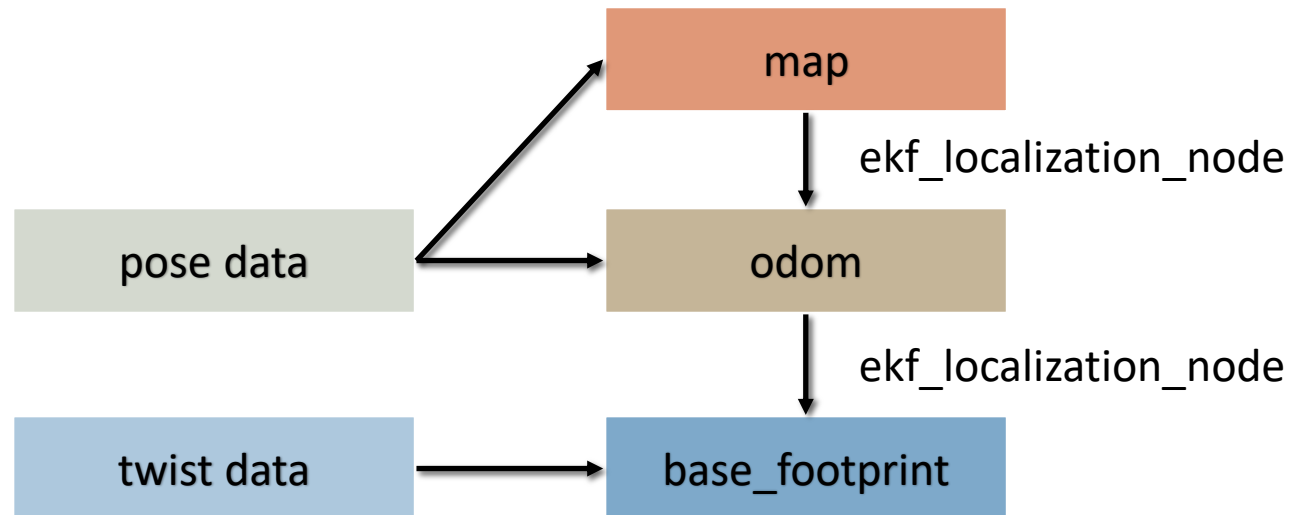 map
ekf_localization_node
pose data
odom
ekf_localization_node
twist data
base_footprint